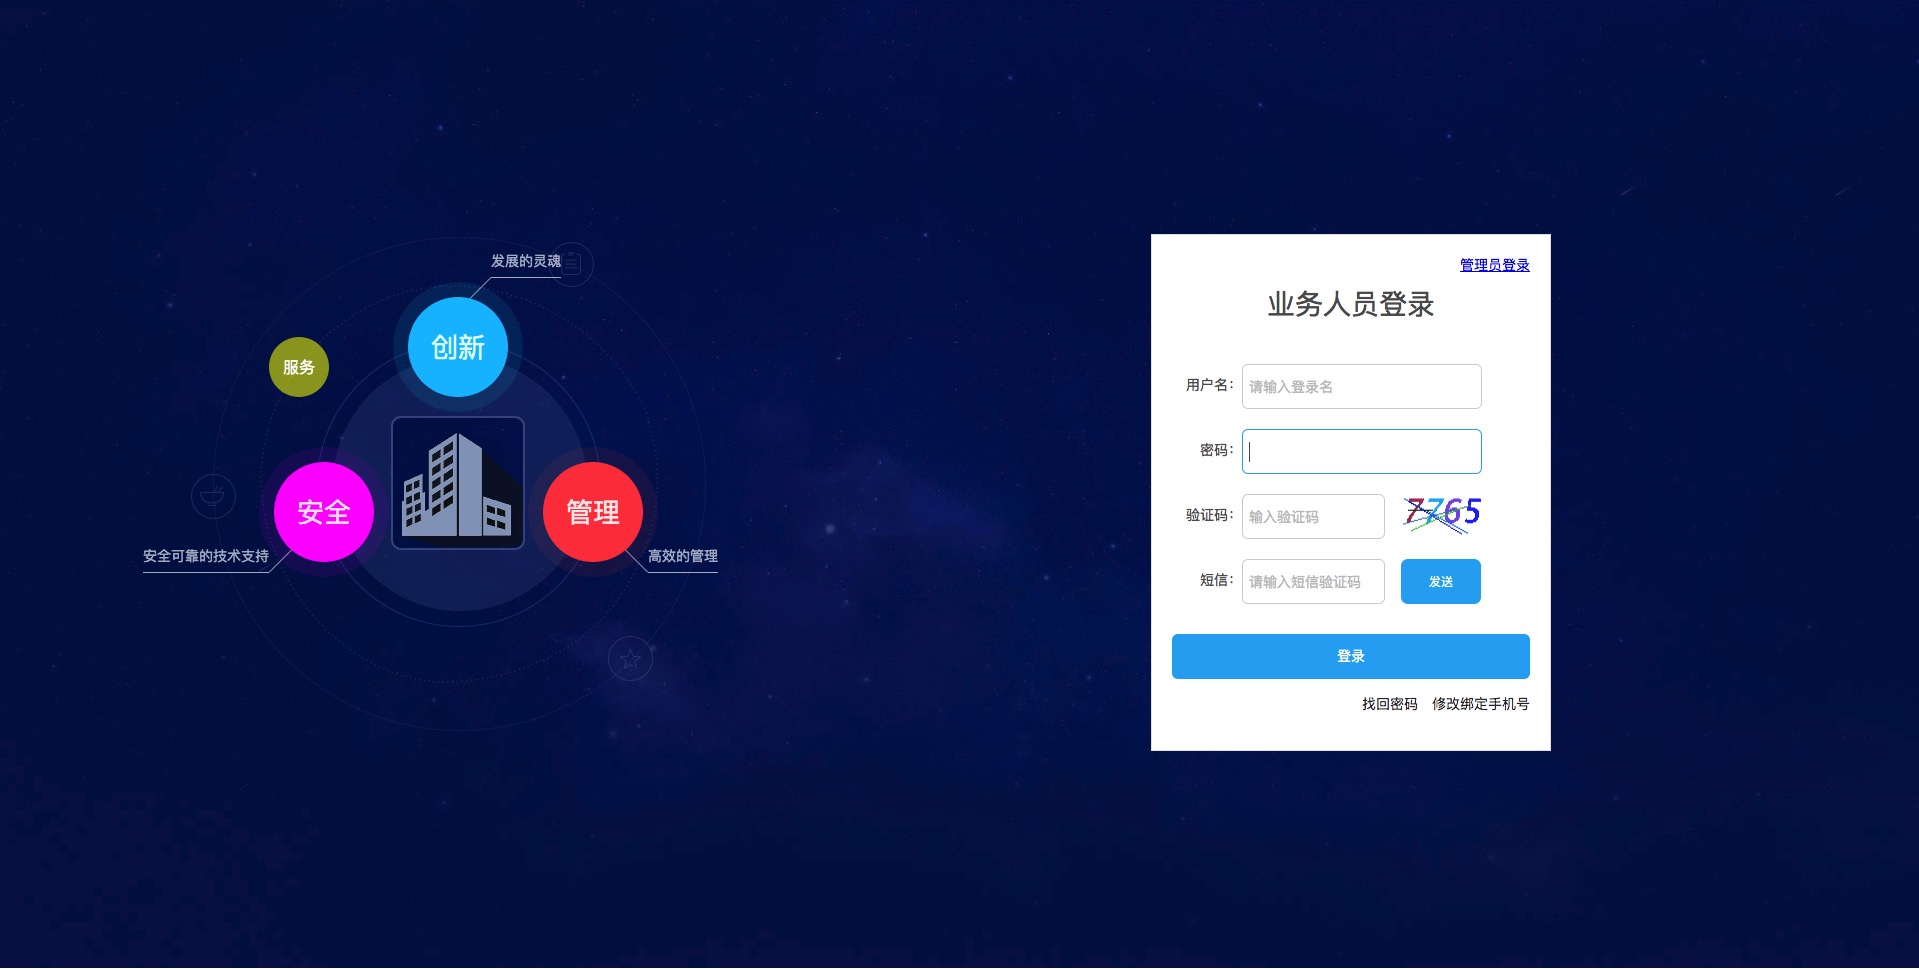 发展的灵魂
创新
服务
安全
管理
安全可靠的技术支持
高效的管理
管理员登录
业务人员登录
用户名: 请输入登录名
密码:
验证码: 输入验证码 7765
短信: 请输入短信验证码 发送
登录
找回密码 修改绑定手机号